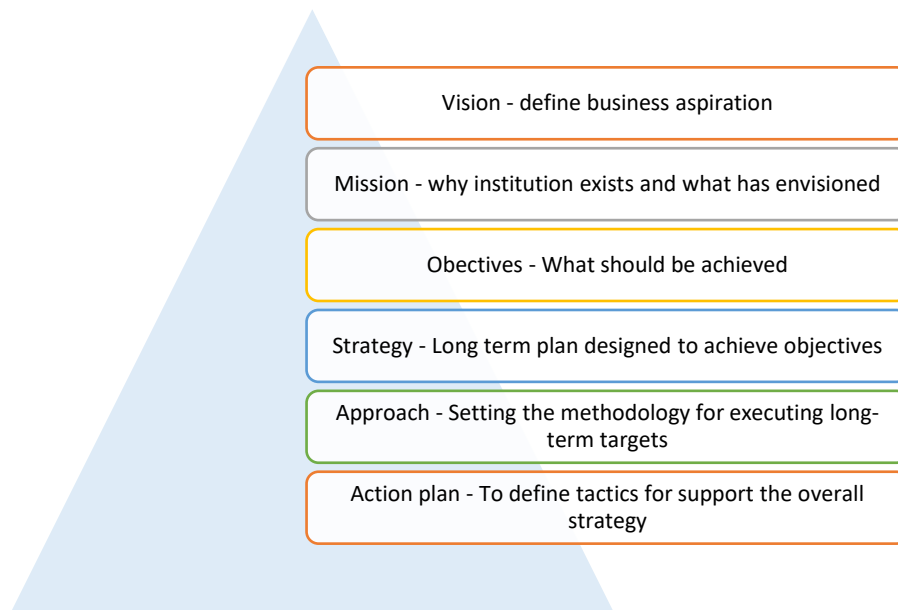 Vision - define business aspiration
Mission - why institution exists and what has envisioned
Obectives - What should be achieved
Strategy - Long term plan designed to achieve objectives
Approach - Setting the methodology for executing long-
term targets
Action plan - To define tactics for support the overall
strategy